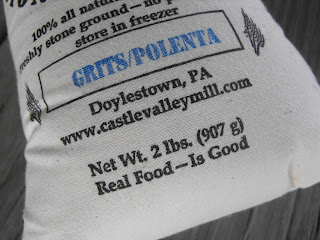 100% all natural
freshly stone ground—no
store in freezer
GRITS/POLENTA
Doylestown, PA
www.castlevalleymill.com
Net Wt. 2 lbs. (907 g)
Real Food—Is Good